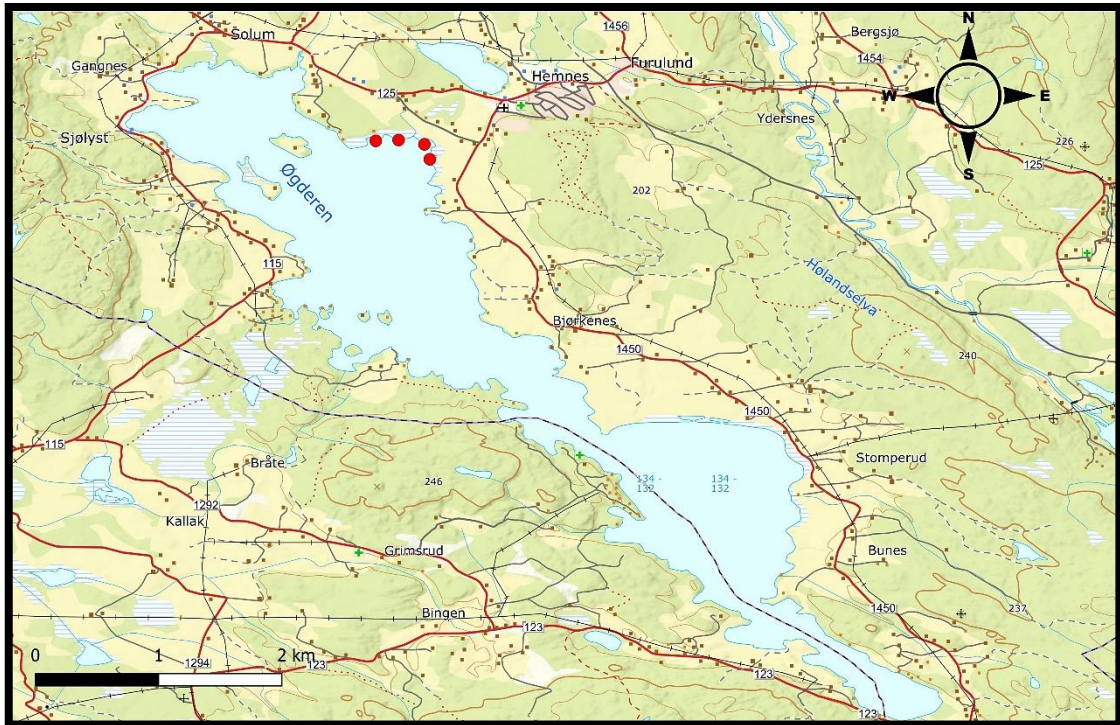 N
1456
Bergsjø
Solum
Furulund
1454
Gangnes
Hemnes
125
W
E
Ydersnes
Sjølyst
S
226
125
202
Øgderen
115
Hølandselva
Bjørkenes
1450
240
1450
115
Stomperud
Bråte
246
134 -
132
134 -
132
1292
Kallak
Grimsrud
Bunes
Bingen
1450
237
123
123
0 1 2 km
1294
123
123